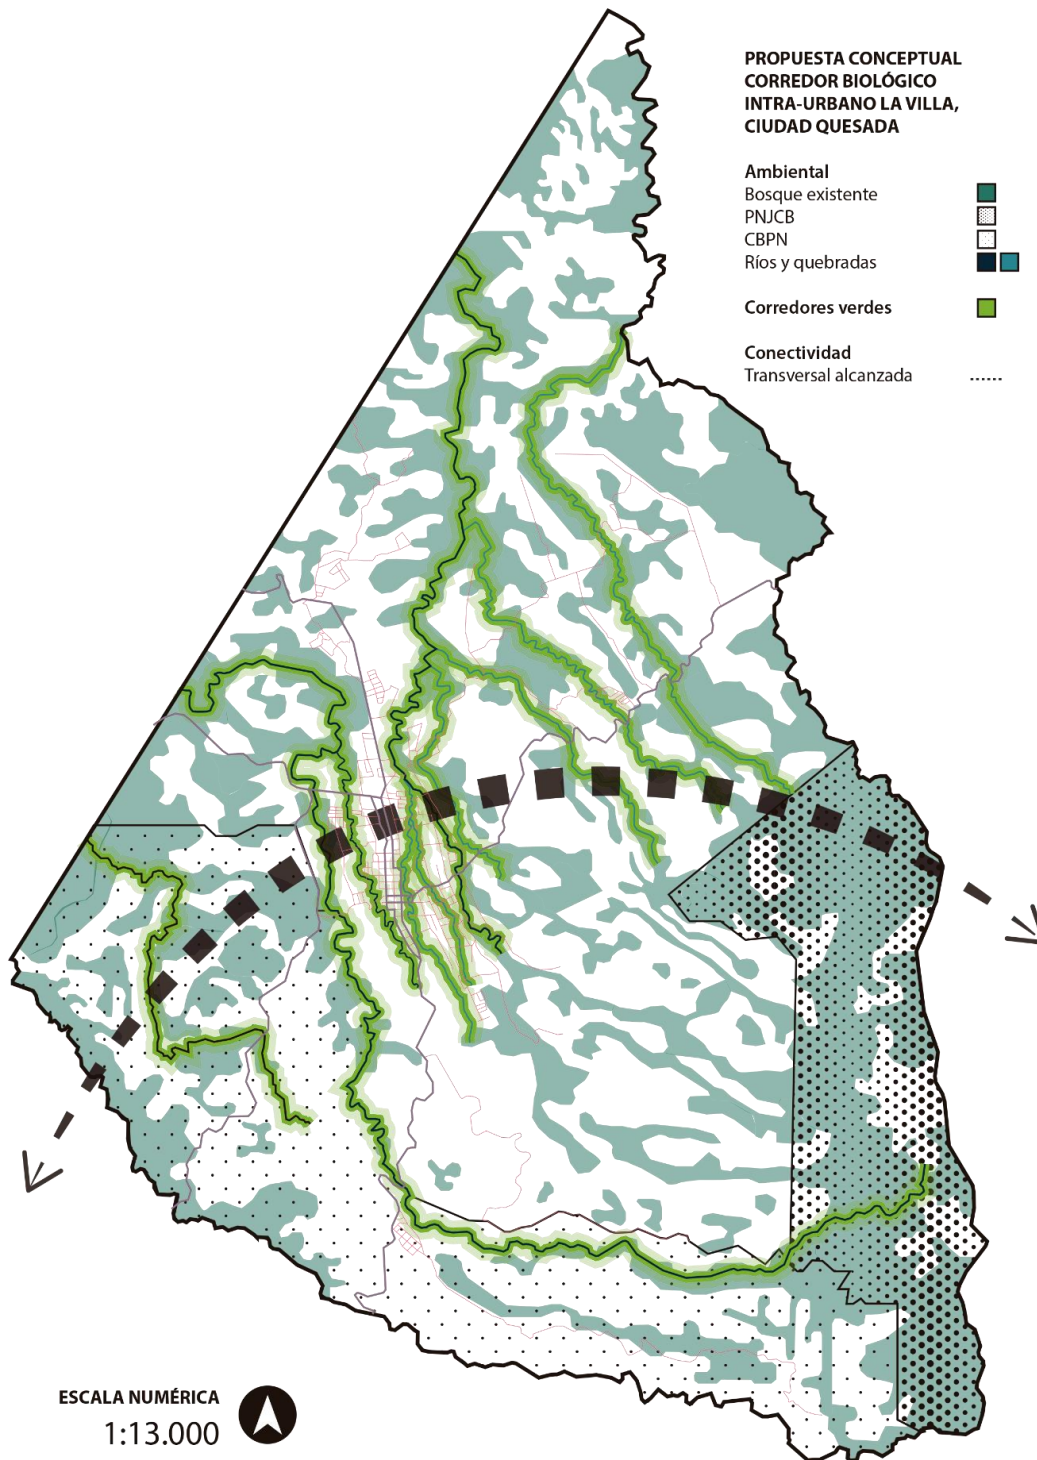 PROPUESTA CONCEPTUAL
CORREDOR BIOLÓGICO
INTRA-URBANO LA VILLA,
CIUDAD QUESADA
Ambiental
Bosque existente
PNJCB
CBPN
Ríos y quebradas
Corredores verdes
Conectividad
Transversal alcanzada
ESCALA NUMÉRICA
1:13.000